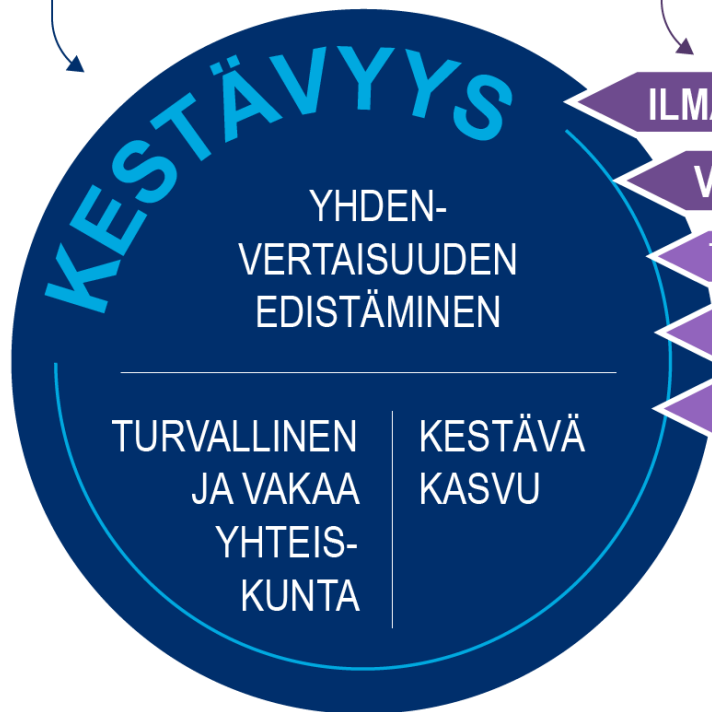 KESTÄVYYS
YHDEN-
VERTAISUUDEN
EDISTÄMINEN
TURVALLINEN
JA VAKAA
YHTEIS-
KUNTA
KESTÄVÄ
KASVU